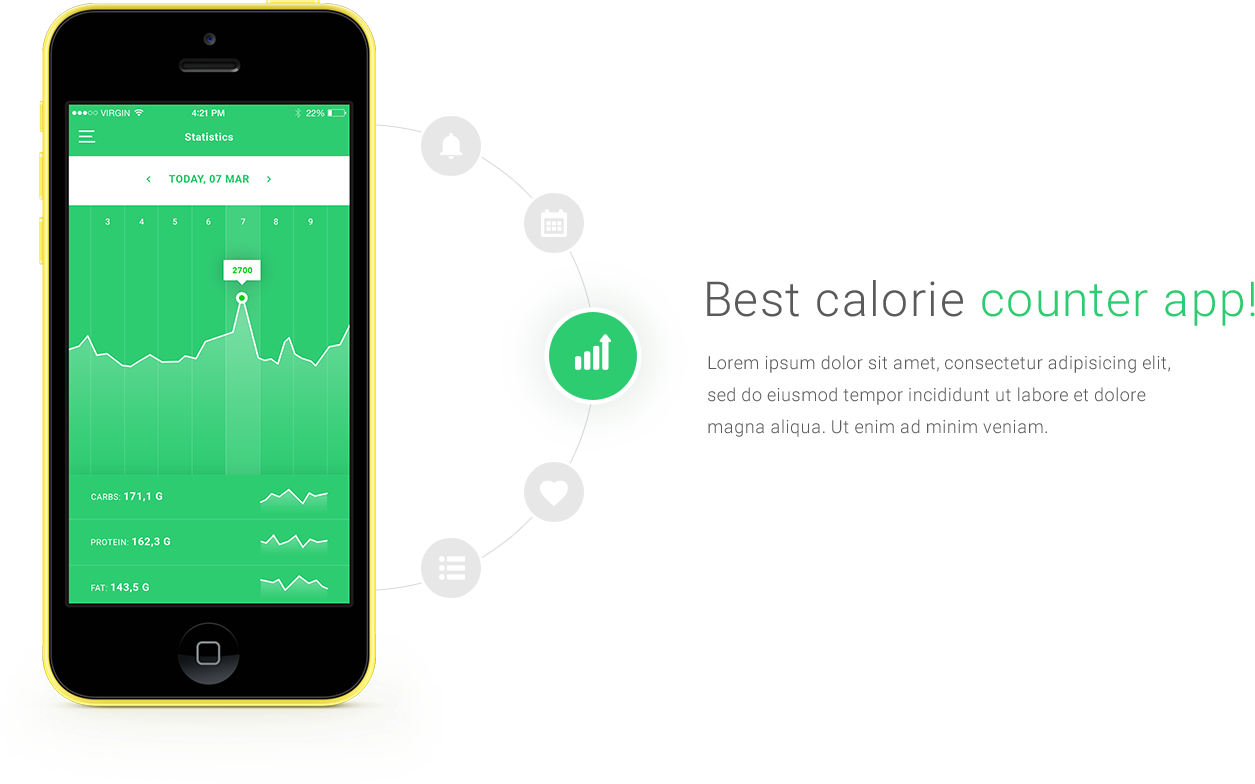 VIRGIN 4:21 PM 22%
Statistics
< TODAY, 07 MAR >
3 4 5 6 7 8 9
2700
CARBS: 171,1 G
PROTEIN: 162,3 G
FAT: 143,5 G
Best calorie counter app!
Lorem ipsum dolor sit amet, consectetur adipisicing elit,
sed do eiusmod tempor incididunt ut labore et dolore
magna aliqua. Ut enim ad minim veniam.